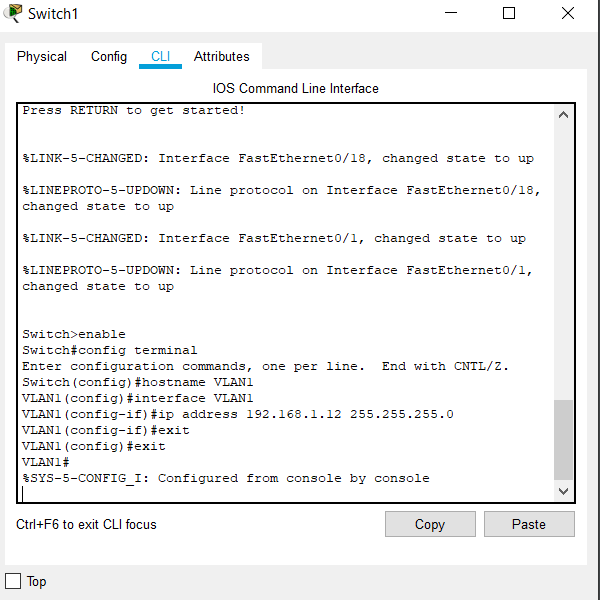 Switch1
Physical Config CLI Attributes
IOS Command Line Interface
Press RETURN to get started!
%LINK-5-CHANGED: Interface FastEthernet0/18, changed state to up
%LINEPROTO-5-UPDOWN: Line protocol on Interface FastEthernet0/18,
changed state to up
%LINK-5-CHANGED: Interface FastEthernet0/1, changed state to up
%LINEPROTO-5-UPDOWN: Line protocol on Interface FastEthernet0/1,
changed state to up
Switch>enable
Switch#config terminal
Enter configuration commands, one per line.  End with CNTL/Z.
Switch(config)#hostname VLAN1
VLAN1(config)#interface VLAN1
VLAN1(config-if)#ip address 192.168.1.12 255.255.255.0
VLAN1(config-if)#exit
VLAN1(config)#exit
VLAN1#
%SYS-5-CONFIG_I: Configured from console by console
Ctrl+F6 to exit CLI focus Copy Paste
Top